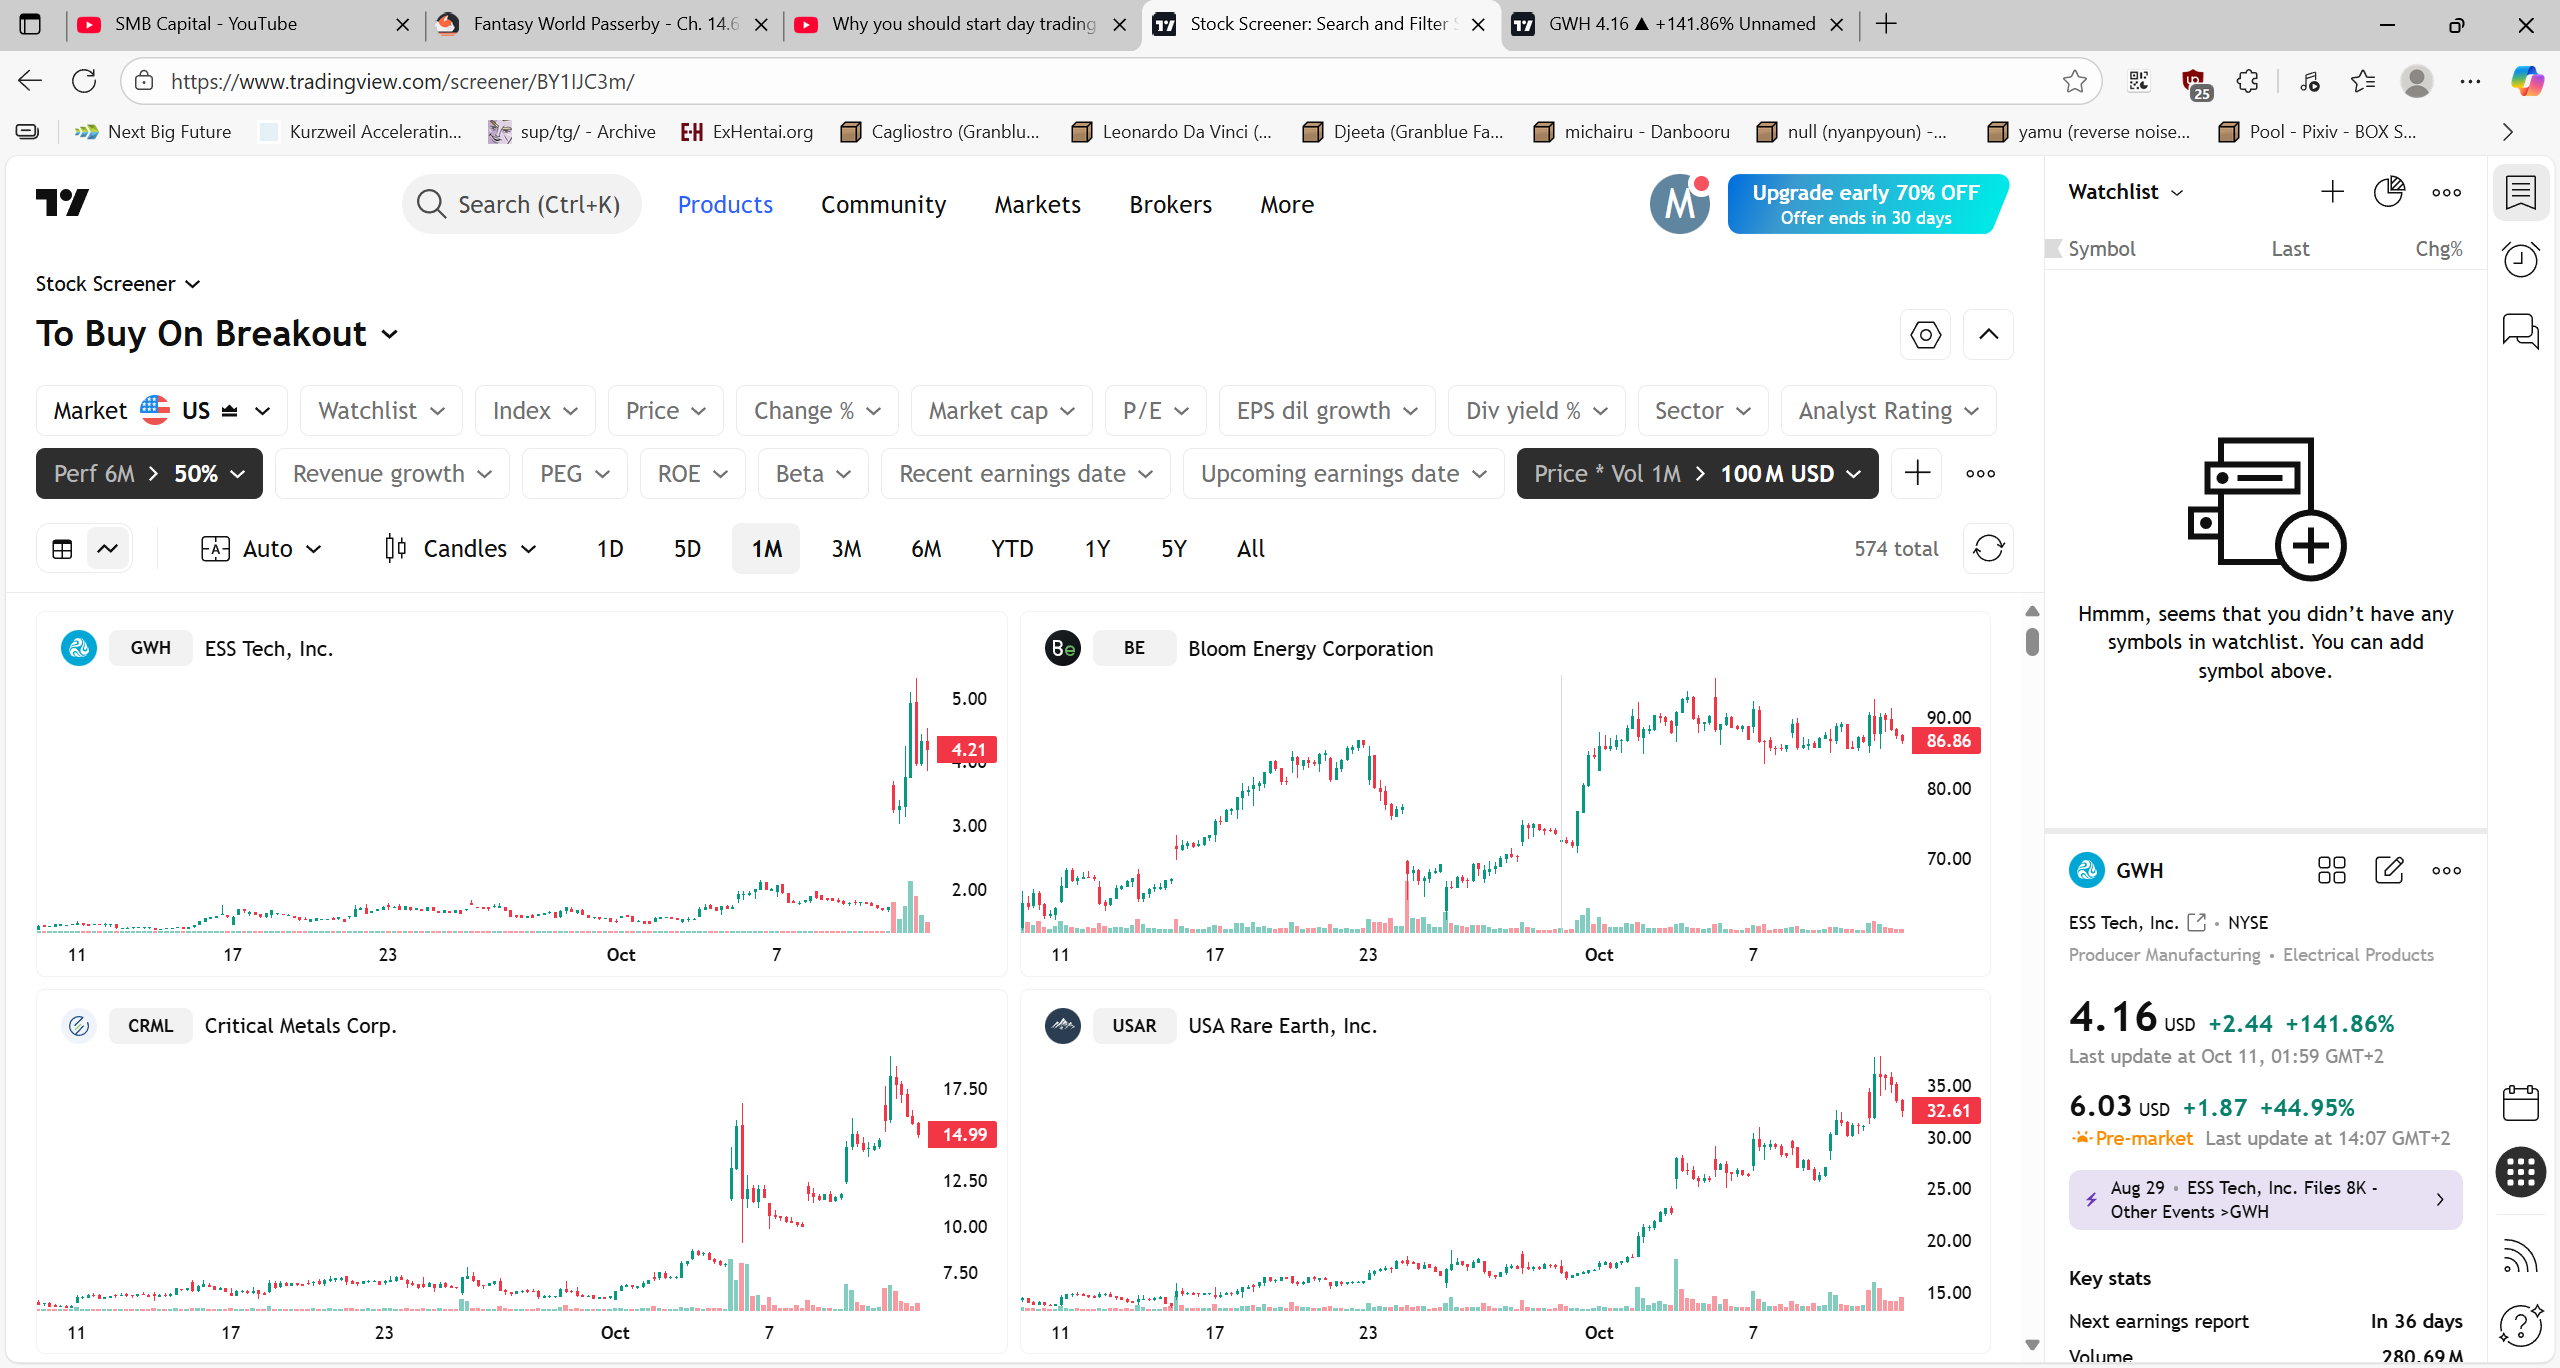 SMB Capital - YouTube
Fantasy World Passerby - Ch. 14.6
Why you should start day trading
Stock Screener: Search and Filter S
GWH 4.16 ▲ +141.86% Unnamed
https://www.tradingview.com/screener/BY1IJC3m/
25
Next Big Future
Kurzweil Acceleratin...
sup/tg/ - Archive
E-H ExHentai.org
Cagliostro (Granblu...
Leonardo Da Vinci (...
Djeeta (Granblue Fa...
michairu - Danbooru
null (nyanpyoun) -...
yamu (reverse noise...
Pool - Pixiv - BOX S...
Search (Ctrl+K)
Products
Community
Markets
Brokers
More
M
Upgrade early 70% OFF
Offer ends in 30 days
Stock Screener
To Buy On Breakout
Market US
Watchlist
Index
Price
Change %
Market cap
P/E
EPS dil growth
Div yield %
Sector
Analyst Rating
Perf 6M > 50%
Revenue growth
PEG
ROE
Beta
Recent earnings date
Upcoming earnings date
Price * Vol 1M > 100 M USD
A Auto
Candles
1D
5D
1M
3M
6M
YTD
1Y
5Y
All
574 total
GWH ESS Tech, Inc.
5.00
4.21
4.00
3.00
2.00
11 17 23 Oct 7
Be BE Bloom Energy Corporation
90.00
86.86
80.00
70.00
11 17 23 Oct 7
CRML Critical Metals Corp.
17.50
14.99
12.50
10.00
7.50
11 17 23 Oct 7
USAR USA Rare Earth, Inc.
35.00
32.61
30.00
25.00
20.00
15.00
11 17 23 Oct 7
Watchlist
Symbol Last Chg%
Hmmm, seems that you didn't have any
symbols in watchlist. You can add
symbol above.
GWH
ESS Tech, Inc. • NYSE
Producer Manufacturing • Electrical Products
4.16 USD +2.44 +141.86%
Last update at Oct 11, 01:59 GMT+2
6.03 USD +1.87 +44.95%
Pre-market Last update at 14:07 GMT+2
Aug 29 • ESS Tech, Inc. Files 8K -
Other Events >GWH
Key stats
Next earnings report In 36 days
Volume 280.69 M